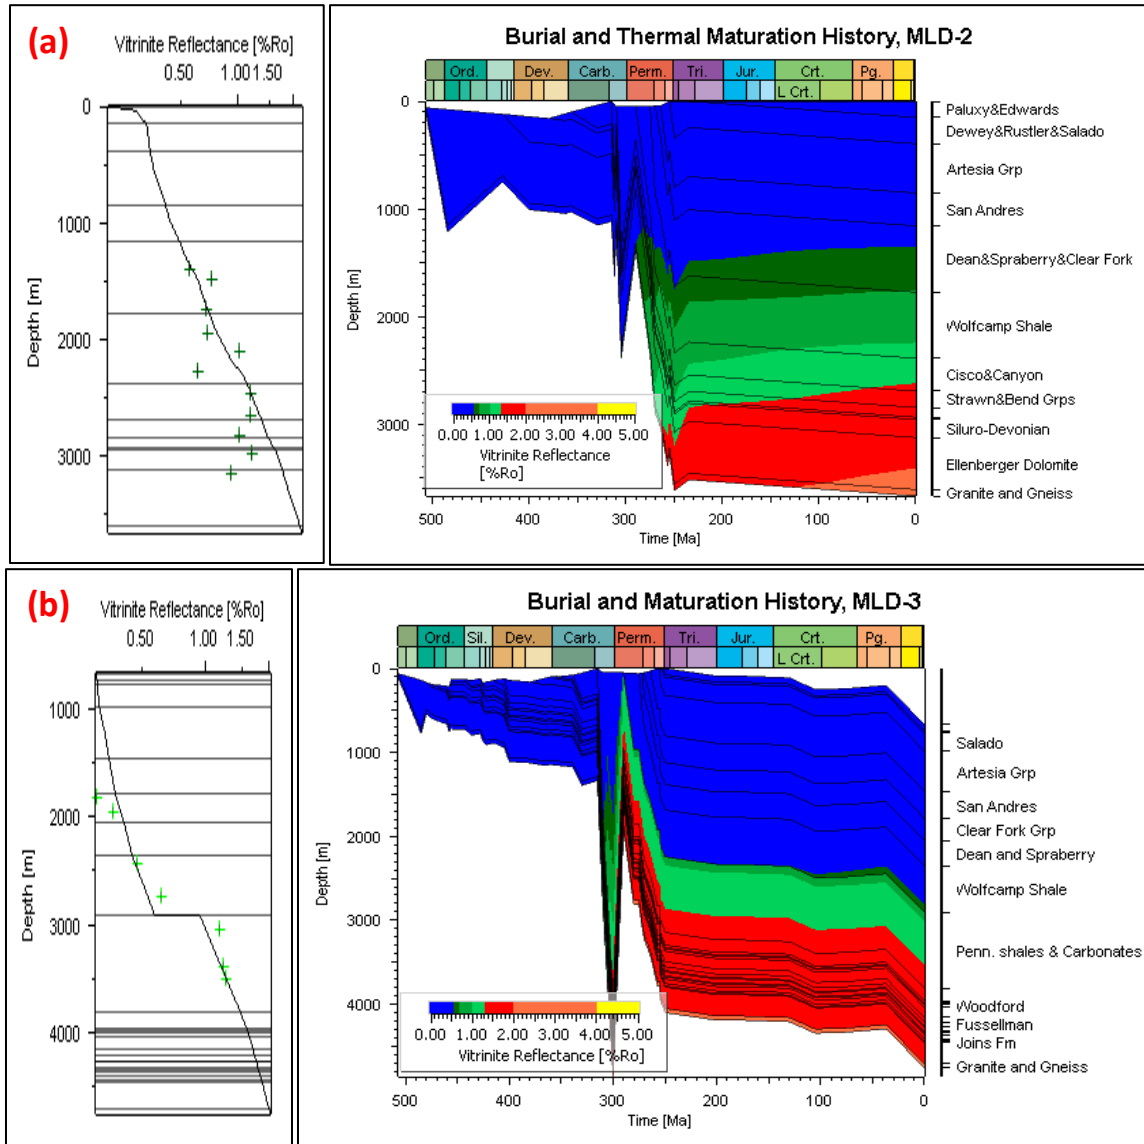 (a)
Vitrinite Reflectance [%Ro]
0.50 1.00 1.50
0
1000
2000
3000
Depth [m]
Burial and Thermal Maturation History, MLD-2
Ord. Dev. Carb. Perm. Tri. Jur. Crt. Pg.
L Crt.
0
1000
2000
3000
Depth [m]
Paluxy&Edwards
Dewey&Rustler&Salado
Artesia Grp
San Andres
Dean&Spraberry&Clear Fork
Wolfcamp Shale
Cisco&Canyon
Strawn&Bend Grps
Siluro-Devonian
Ellenberger Dolomite
Granite and Gneiss
0.00 1.00 2.00 3.00 4.00 5.00
Vitrinite Reflectance
[%Ro]
500 400 300 200 100 0
Time [Ma]
(b)
Vitrinite Reflectance [%Ro]
0.50 1.00 1.50
1000
2000
3000
4000
Depth [m]
Burial and Maturation History, MLD-3
Ord. Sil. Dev. Carb. Perm. Tri. Jur. Crt. Pg.
L Crt.
0
1000
2000
3000
4000
Depth [m]
Salado
Artesia Grp
San Andres
Clear Fork Grp
Dean and Spraberry
Wolfcamp Shale
Penn. shales & Carbonates
Woodford
Fussellman
Joins Fm
Granite and Gneiss
0.00 1.00 2.00 3.00 4.00 5.00
Vitrinite Reflectance [%Ro]
500 400 300 200 100 0
Time [Ma]